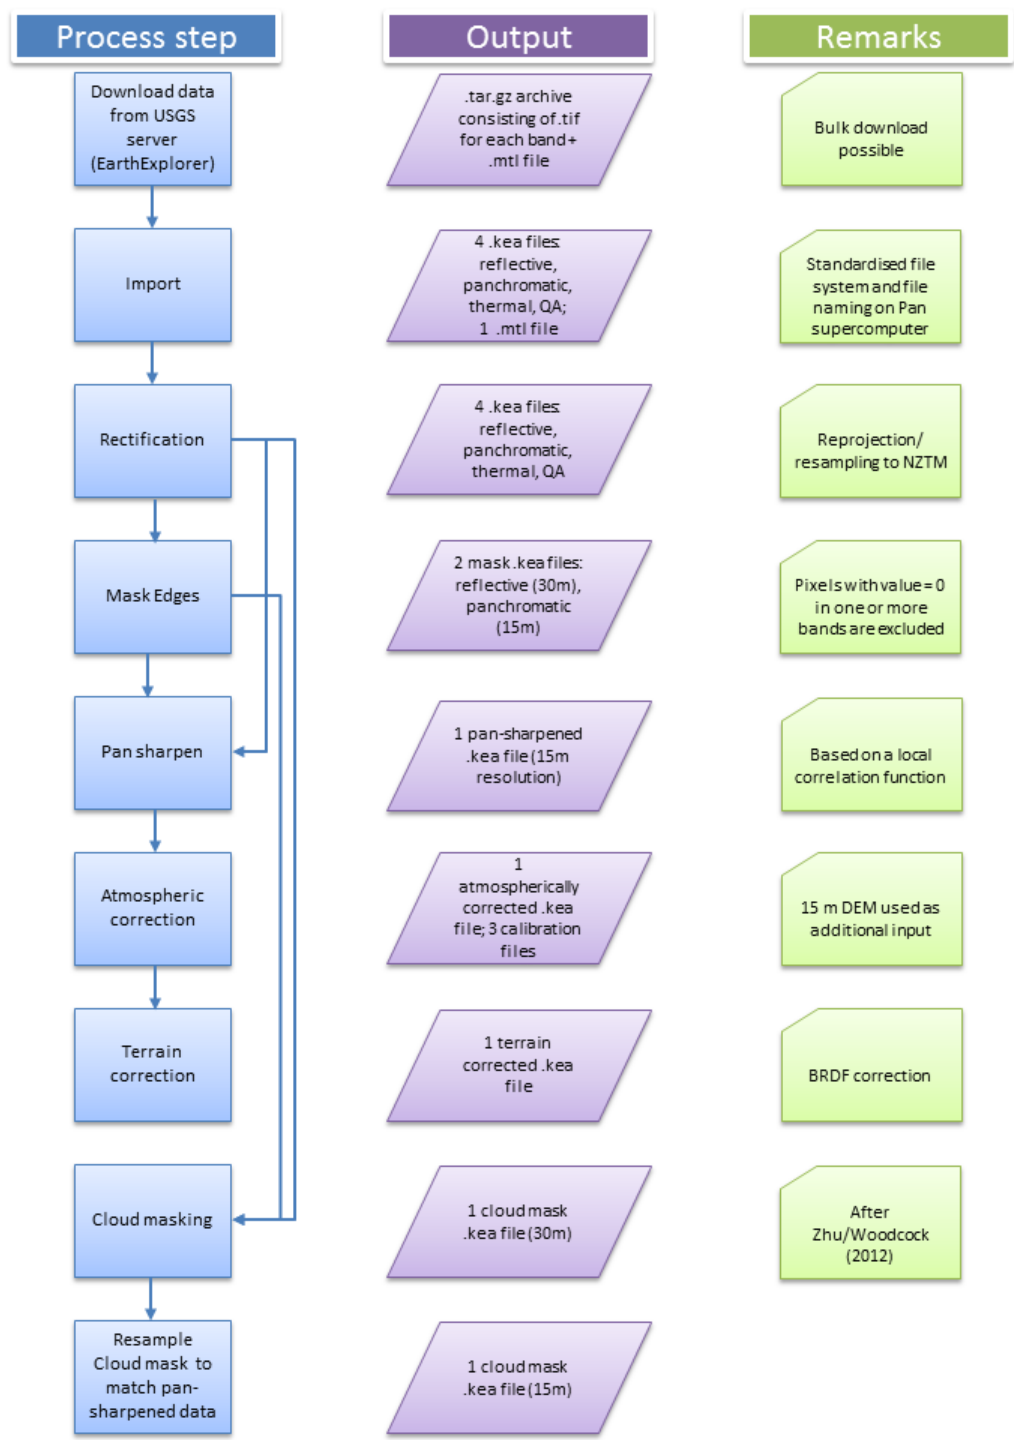 Process step
Output
Remarks
Download data
from USGS
server
(EarthExplorer)
.tar.gz archive
consisting of .tif
for each band +
.mtl file
Bulk download
possible
Import
4 .kea files:
reflective,
panchromatic,
thermal, QA;
1 .mtl file
Standardised file
system and file
naming on Pan
supercomputer
Rectification
4 .kea files:
reflective,
panchromatic,
thermal, QA
Reprojection/
resampling to NZTM
Mask Edges
2 mask .kea files:
reflective (30m),
panchromatic
(15m)
Pixels with value = 0
in one or more
bands are excluded
Pan sharpen
1 pan-sharpened
.kea file (15m
resolution)
Based on a local
correlation function
Atmospheric
correction
1
atmospherically
corrected .kea
file; 3 calibration
files
15 m DEM used as
additional input
Terrain
correction
1 terrain
corrected .kea
file
BRDF correction
Cloud masking
1 cloud mask
.kea file (30m)
After
Zhu/Woodcock
(2012)
Resample
Cloud mask to
match pan-
sharpened data
1 cloud mask
.kea file (15m)